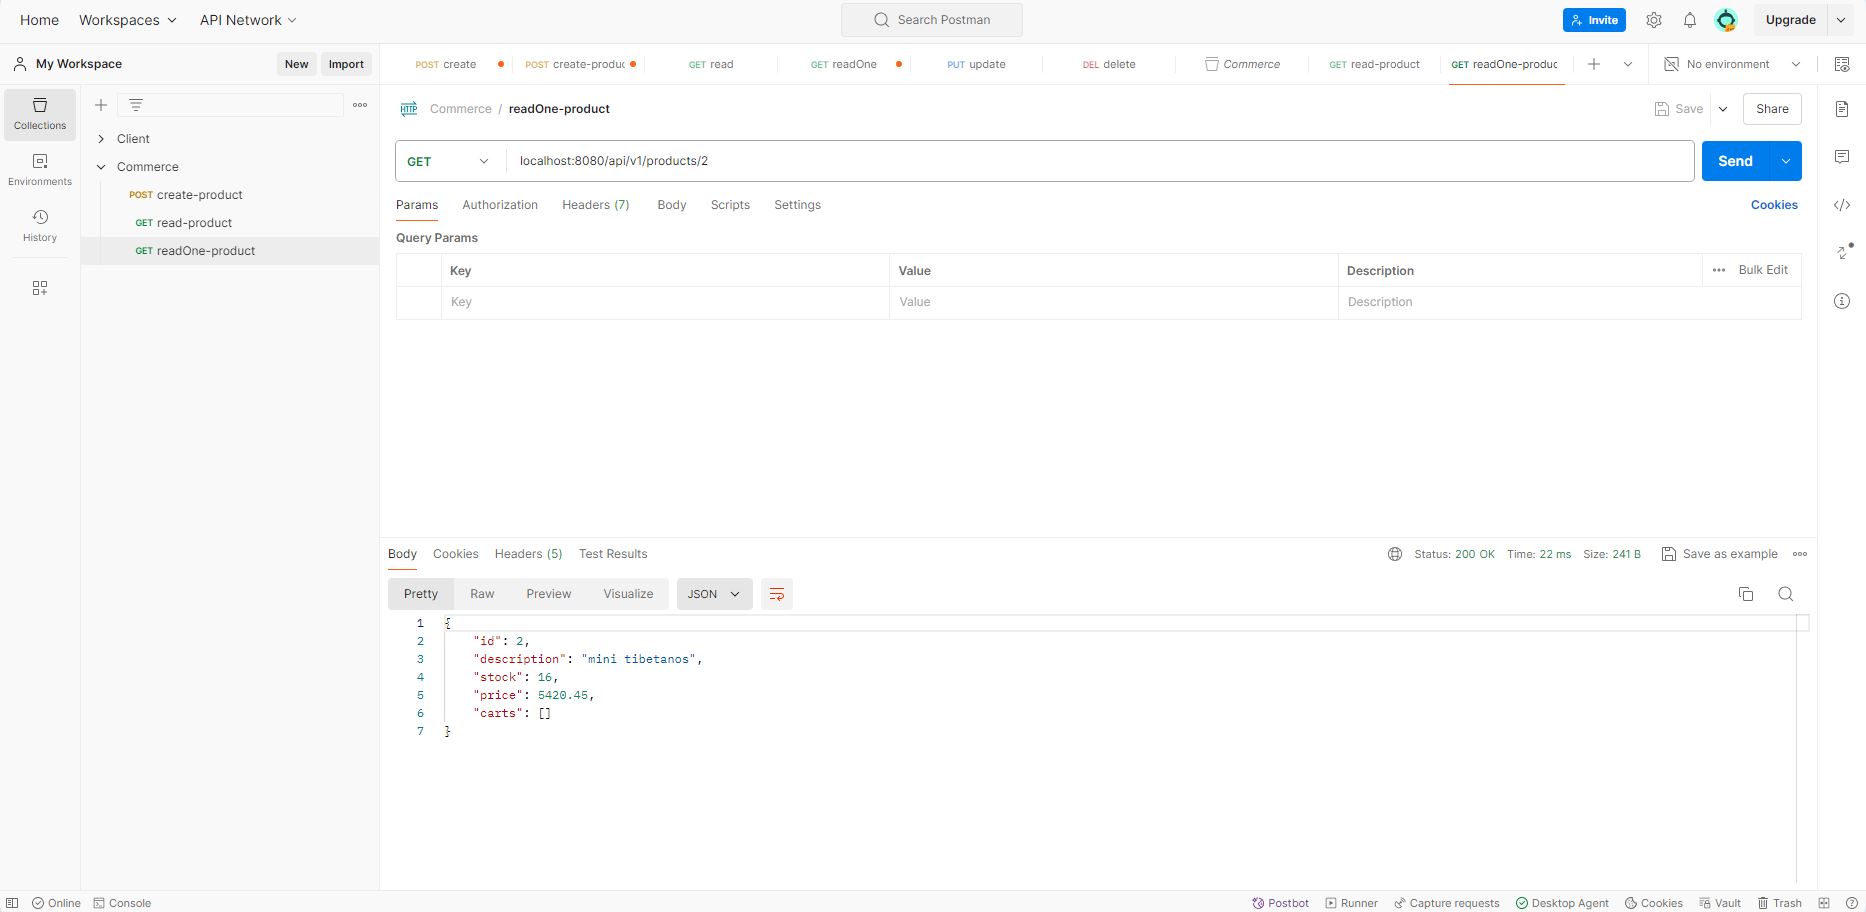 Home Workspaces API Network Search Postman Invite Upgrade
My Workspace New Import POST create POST create-produc GET read GET readOne PUT update DEL delete Commerce GET read-product GET readOne-produc No environment
Collections
Environments
History
Client
Commerce
POST create-product
GET read-product
GET readOne-product
HTTP Commerce / readOne-product Save Share
GET localhost:8080/api/v1/products/2 Send
Params Authorization Headers (7) Body Scripts Settings Cookies
Query Params
Key Value Description Bulk Edit
Key Value Description
Body Cookies Headers (5) Test Results Status: 200 OK Time: 22 ms Size: 241 B Save as example
Pretty Raw Preview Visualize JSON
1 {
2 "id": 2,
3 "description": "mini tibetanos",
4 "stock": 16,
5 "price": 5420.45,
6 "carts": []
7 }
Online Console Postbot Runner Capture requests Desktop Agent Cookies Vault Trash